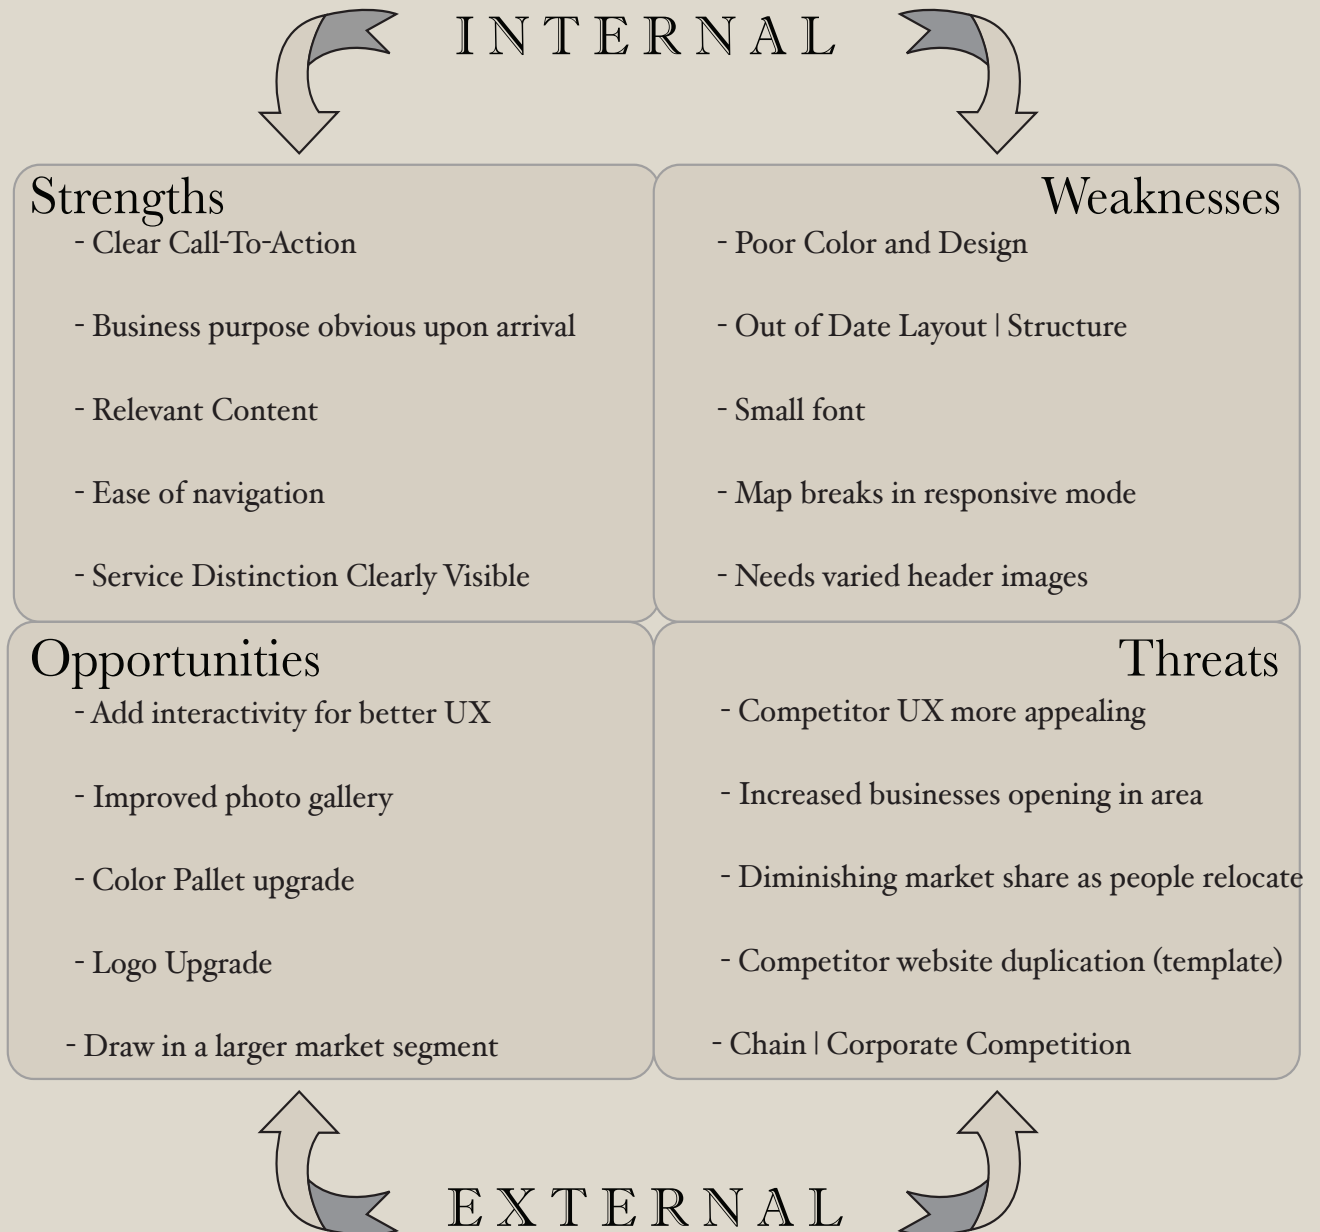 INTERNAL
Strengths
- Clear Call-To-Action
- Business purpose obvious upon arrival
- Relevant Content
- Ease of navigation
- Service Distinction Clearly Visible
Weaknesses
- Poor Color and Design
- Out of Date Layout | Structure
- Small font
- Map breaks in responsive mode
- Needs varied header images
Opportunities
- Add interactivity for better UX
- Improved photo gallery
- Color Pallet upgrade
- Logo Upgrade
- Draw in a larger market segment
Threats
- Competitor UX more appealing
- Increased businesses opening in area
- Diminishing market share as people relocate
- Competitor website duplication (template)
- Chain | Corporate Competition
EXTERNAL